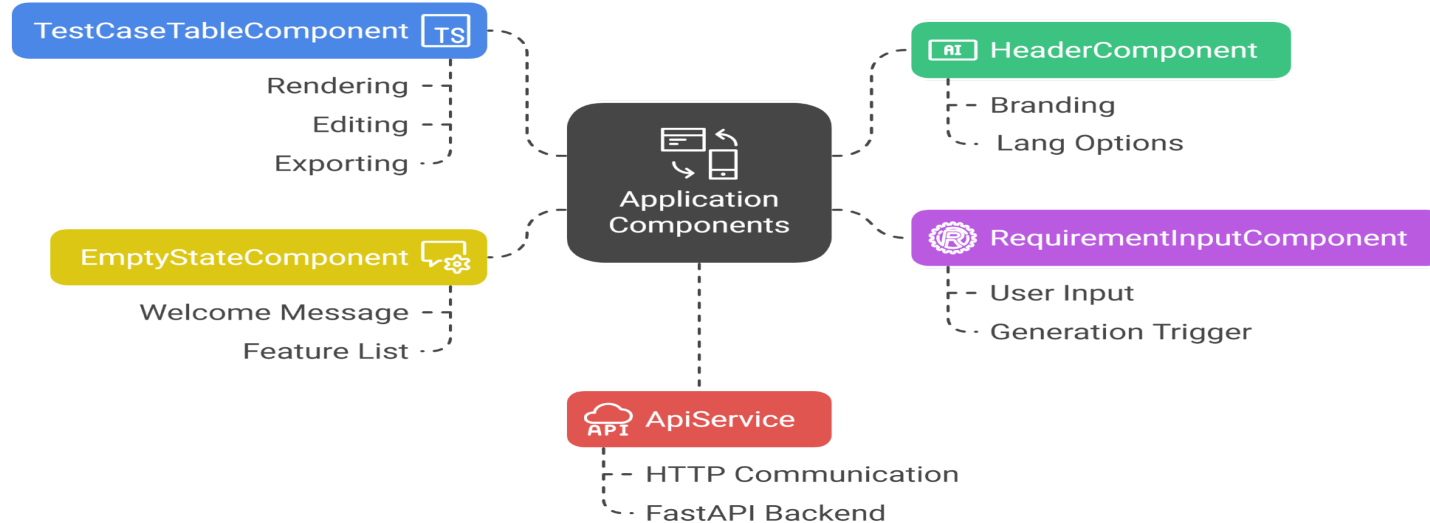 TestCaseTableComponent TS
Rendering
Editing
Exporting
EmptyStateComponent
Welcome Message
Feature List
Application
Components
AI HeaderComponent
Branding
Lang Options
R RequirementInputComponent
User Input
Generation Trigger
API ApiService
HTTP Communication
FastAPI Backend